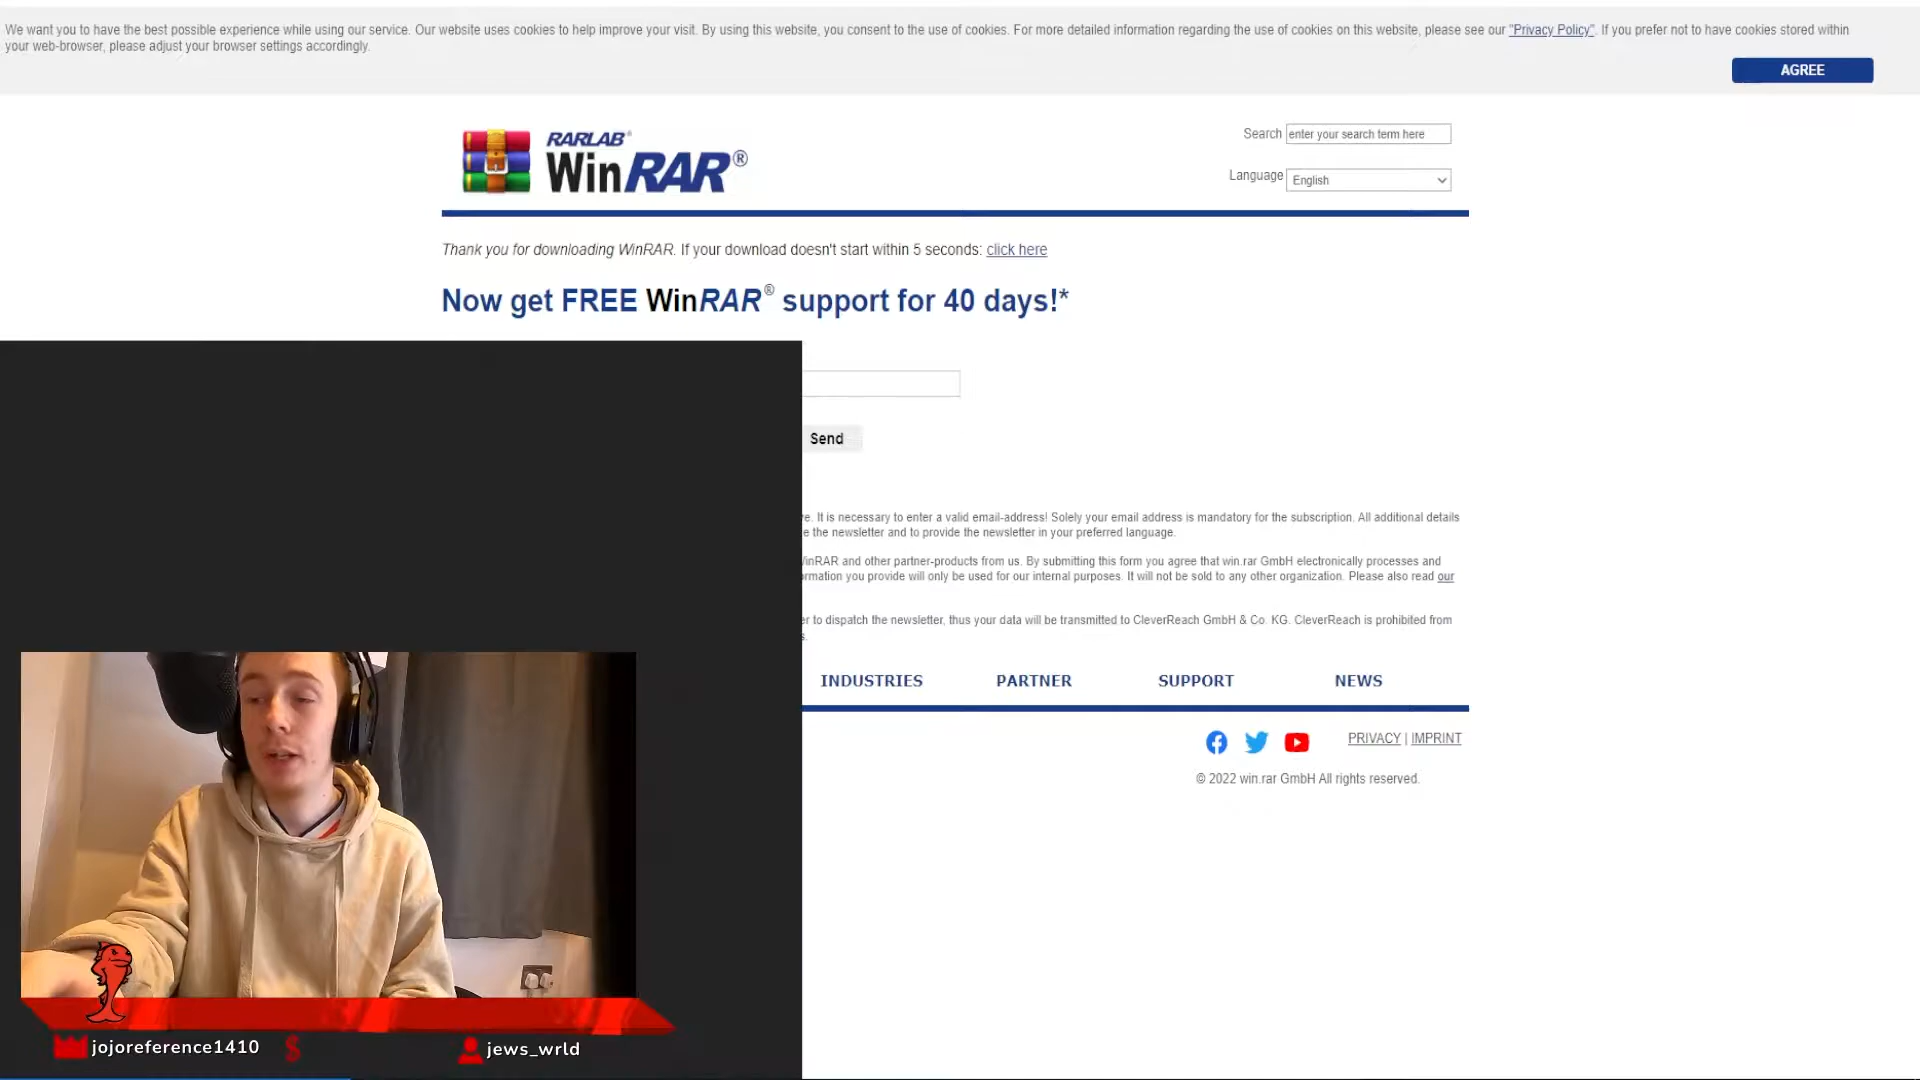 We want you to have the best possible experience while using our service. Our website uses cookies to help improve your visit. By using this website, you consent to the use of cookies. For more detailed information regarding the use of cookies on this website, please see our "Privacy Policy". If you prefer not to have cookies stored within
your web-browser, please adjust your browser settings accordingly.
AGREE
RARLAB®
WinRAR®
Search enter your search term here
Language English
Thank you for downloading WinRAR. If your download doesn't start within 5 seconds: click here
Now get FREE WinRAR® support for 40 days!*
Send
It is necessary to enter a valid email-address! Solely your email address is mandatory for the subscription. All additional details
the newsletter and to provide the newsletter in your preferred language.
WinRAR and other partner-products from us. By submitting this form you agree that win.rar GmbH electronically processes and
you provide will only be used for our internal purposes. It will not be sold to any other organization. Please also read our
to dispatch the newsletter, thus your data will be transmitted to CleverReach GmbH & Co. KG. CleverReach is prohibited from
INDUSTRIES PARTNER SUPPORT NEWS
PRIVACY | IMPRINT
© 2022 win.rar GmbH All rights reserved.
jojoreference1410 $ jews_wrld